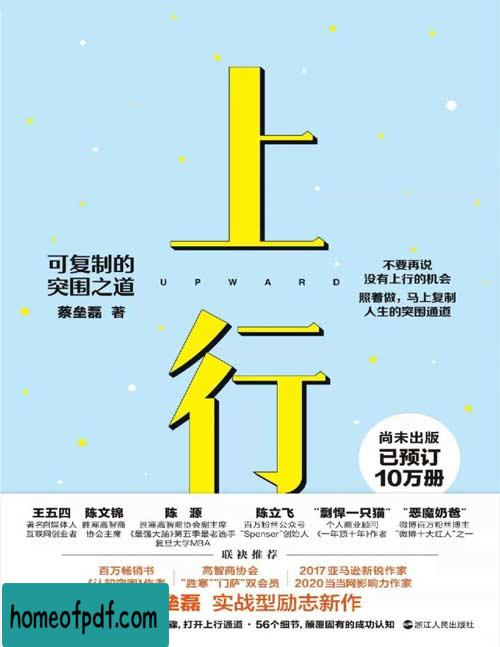 上
可复制的
突围之道
蔡垒磊 著
UPWARD
不要再说
没有上行的机会
照着做，马上复制
人生的突围通道
行
尚未出版
已预订
10万册
王五四
著名自媒体人
互联网创业者
陈文锦
胜寒高智商
协会主席
陈 源
胜寒高智商协会副主席
《最强大脑》第五季最老选手
复旦大学MBA
陈立飞
百万粉丝公众号
"Spenser"创始人
"剽悍一只猫"
个人商业顾问
《一年顶十年》作者
"恶魔奶爸"
微博百万粉丝博主
"微博十大红人"之一
联袂推荐
百万畅销书
《认知突围》作者
高智商协会
"胜寒""门萨"双会员
2017亚马逊新锐作家
2020当当网影响力作家
垒磊 实战型励志新作
骤，打开上行通道·56个细节，颠覆固有的成功认知
浙江人民出版社
homeofpdf.com